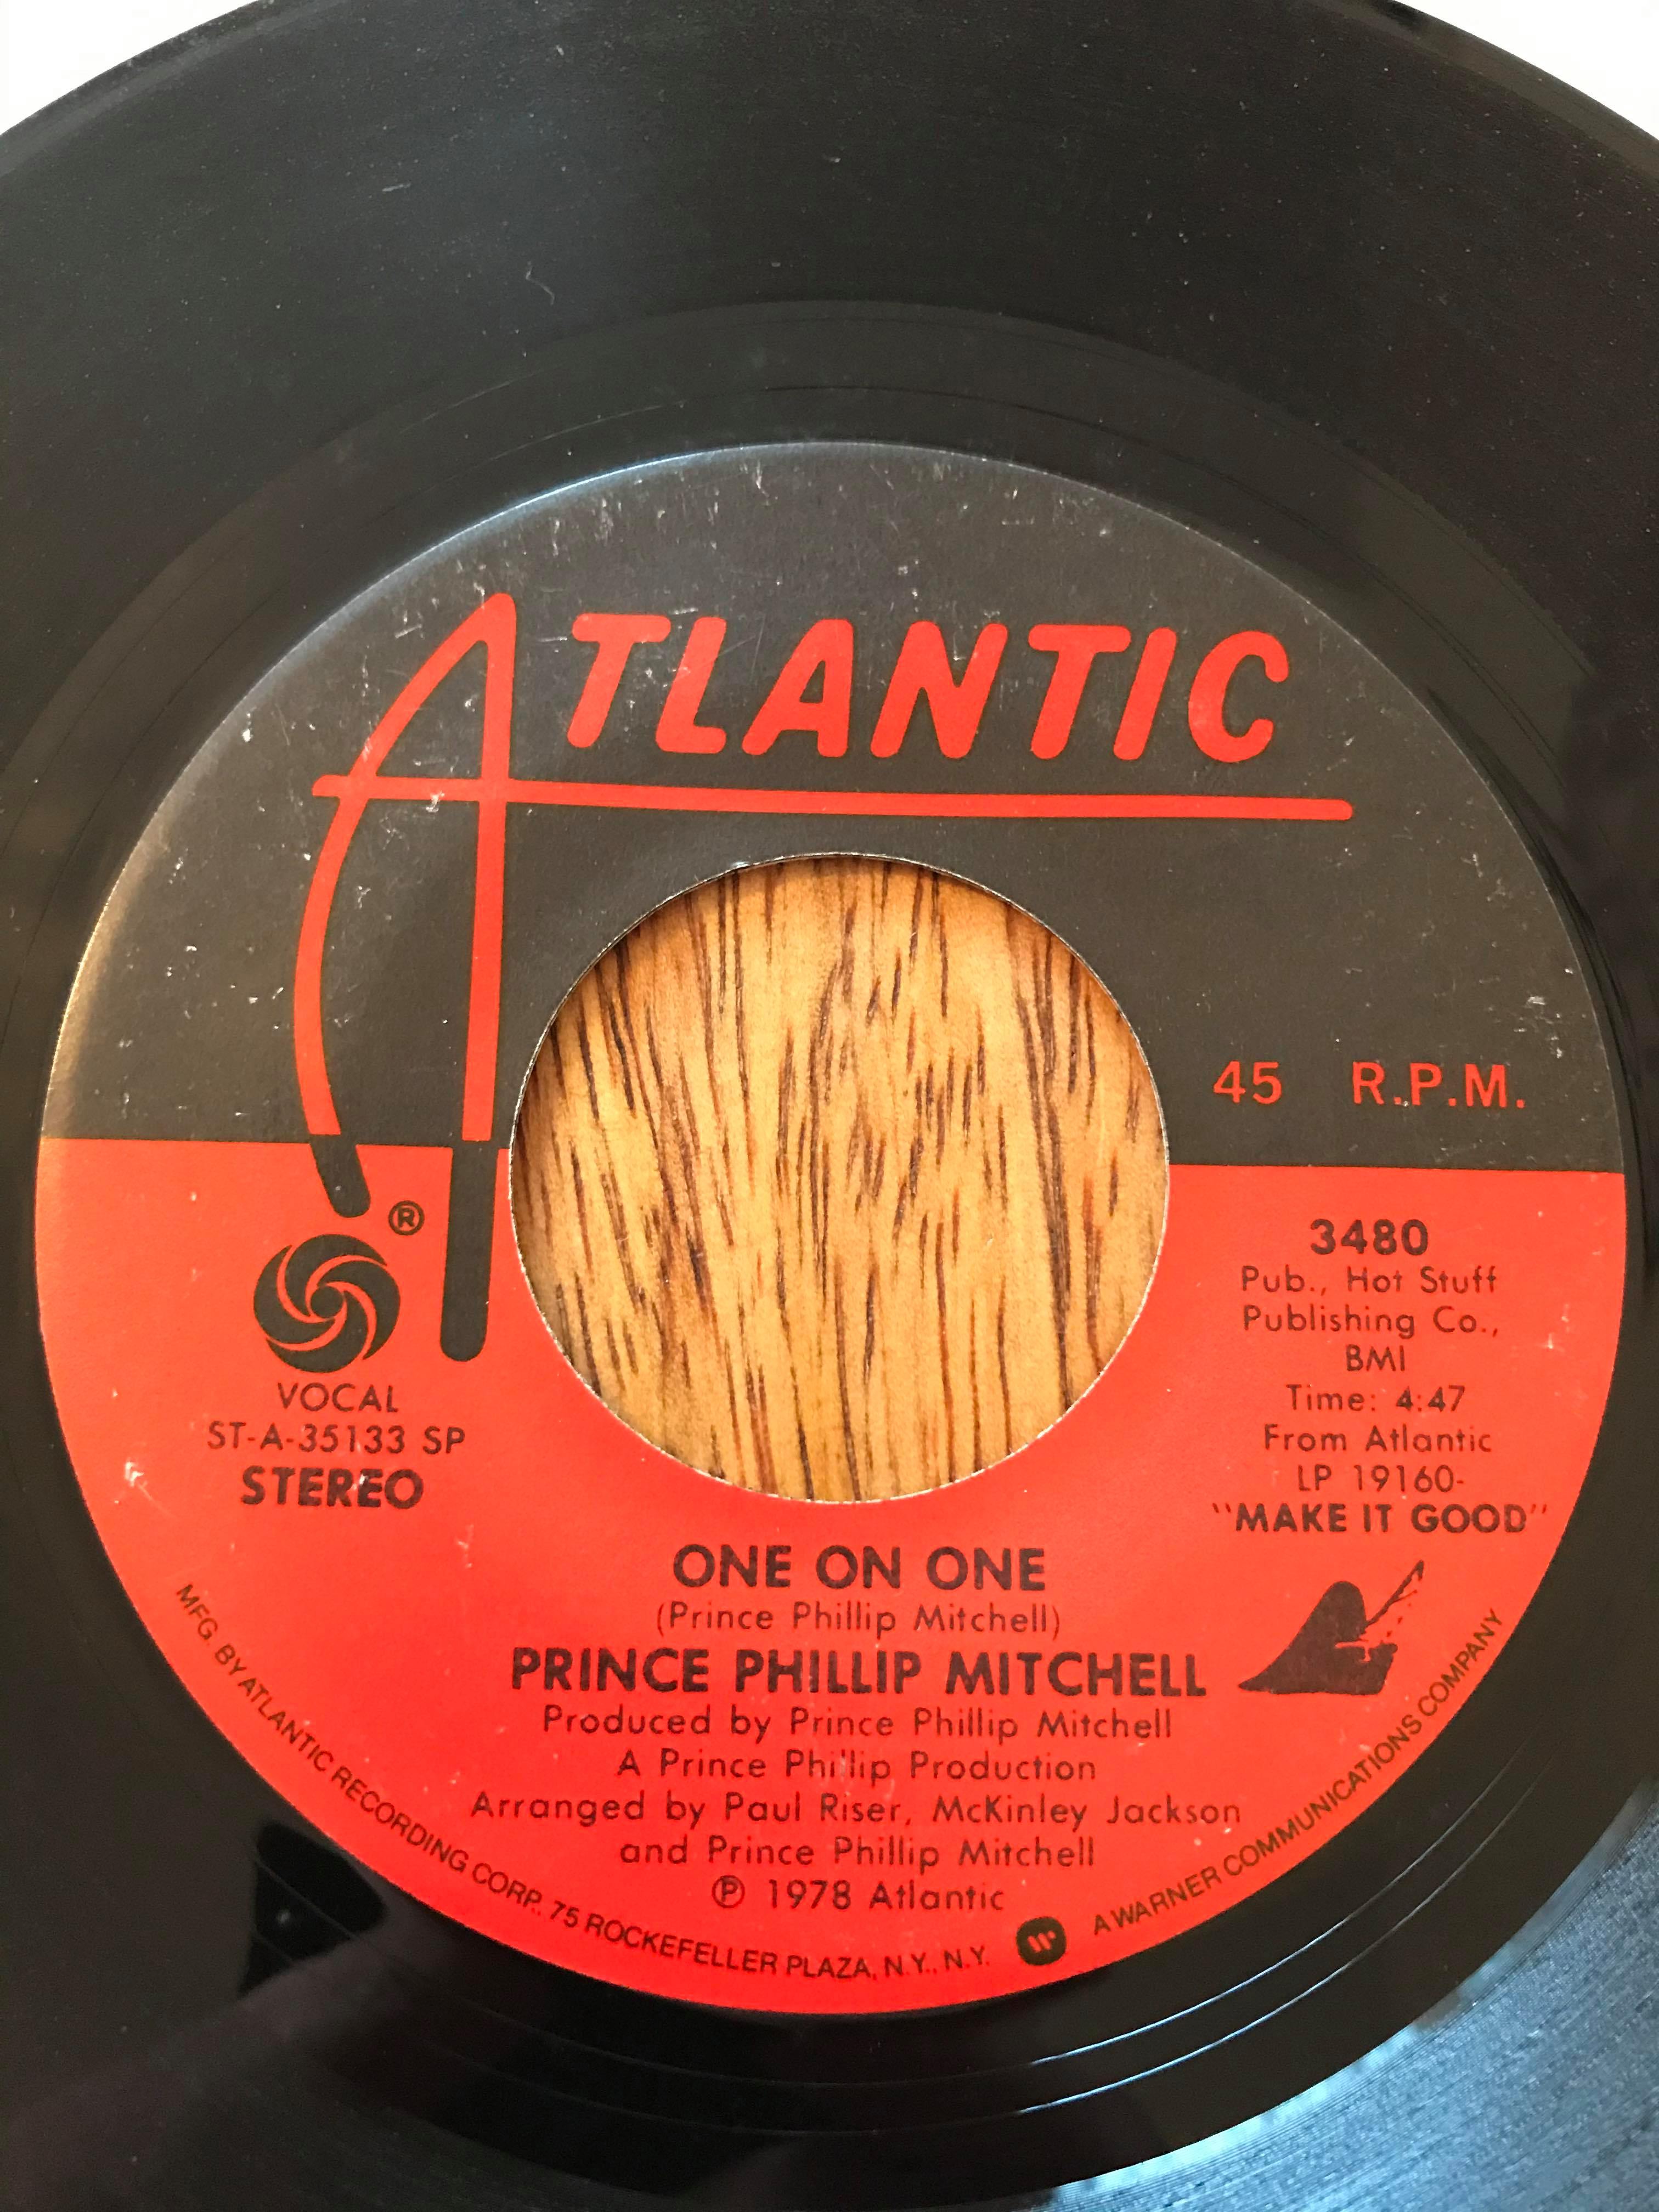 ATLANTIC
45 R.P.M.
®
VOCAL
ST-A-35133 SP
STEREO
3480
Pub., Hot Stuff
Publishing Co.,
BMI
Time: 4:47
From Atlantic
LP 19160-
"MAKE IT GOOD"
ONE ON ONE
(Prince Phillip Mitchell)
PRINCE PHILLIP MITCHELL
Produced by Prince Phillip Mitchell
A Prince Phillip Production
Arranged by Paul Riser, McKinley Jackson
and Prince Phillip Mitchell
℗ 1978 Atlantic
MFG BY ATLANTIC RECORDING CORP., 75 ROCKEFELLER PLAZA, N.Y., N.Y. W A WARNER COMMUNICATIONS COMPANY